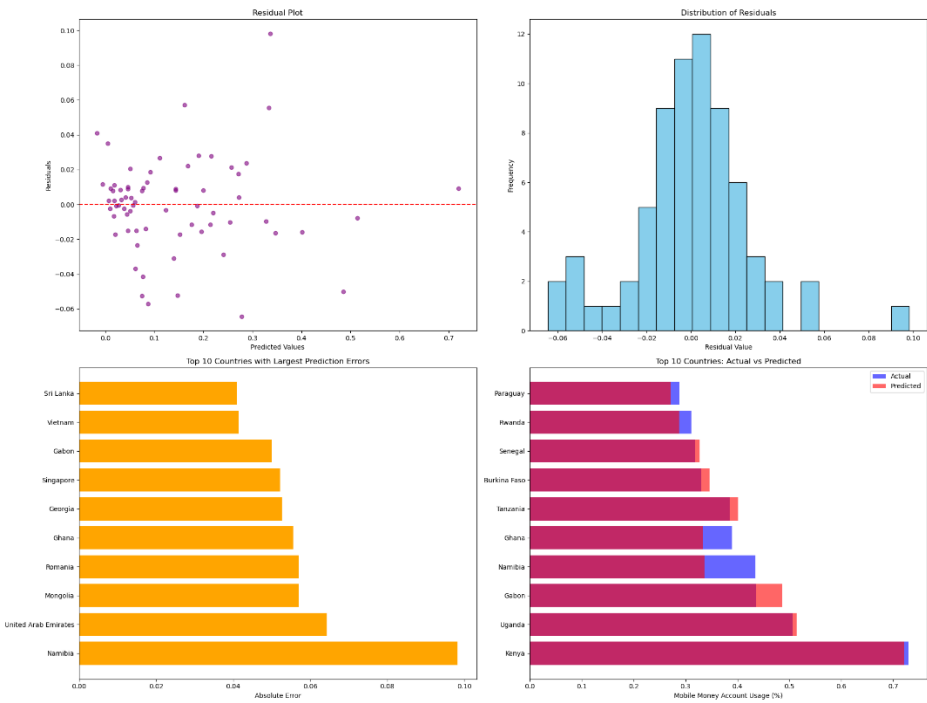 Residual Plot
0.10
0.08
0.06
0.04
0.02
0.00
−0.02
−0.04
−0.06
Residuals
0.0 0.1 0.2 0.3 0.4 0.5 0.6 0.7
Predicted Values
Distribution of Residuals
12
10
8
6
4
2
0
Frequency
−0.06 −0.04 −0.02 0.00 0.02 0.04 0.06 0.08 0.10
Residual Value
Top 10 Countries with Largest Prediction Errors
Sri Lanka
Vietnam
Gabon
Singapore
Georgia
Ghana
Romania
Mongolia
United Arab Emirates
Namibia
0.00 0.02 0.04 0.06 0.08 0.10
Absolute Error
Top 10 Countries: Actual vs Predicted
Actual
Predicted
Paraguay
Rwanda
Senegal
Burkina Faso
Tanzania
Ghana
Namibia
Gabon
Uganda
Kenya
0.0 0.1 0.2 0.3 0.4 0.5 0.6 0.7
Mobile Money Account Usage (%)